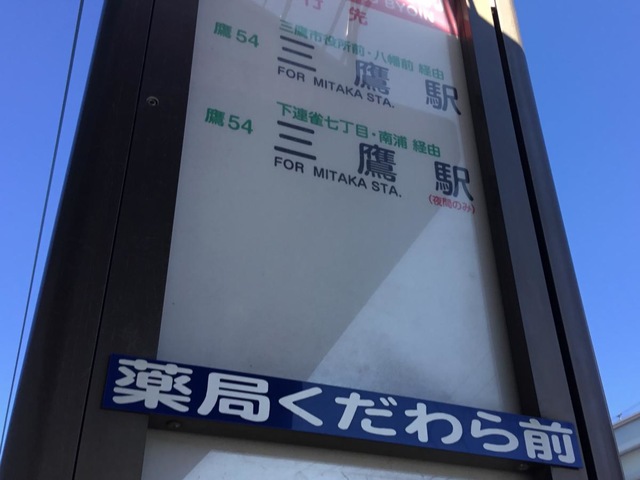 行先
鷹54 三鷹市役所前・八幡前 経由
三鷹駅
FOR MITAKA STA.
鷹54 下連雀七丁目・南浦 経由
三鷹駅
FOR MITAKA STA.
(夜間のみ)
薬局くだわら前